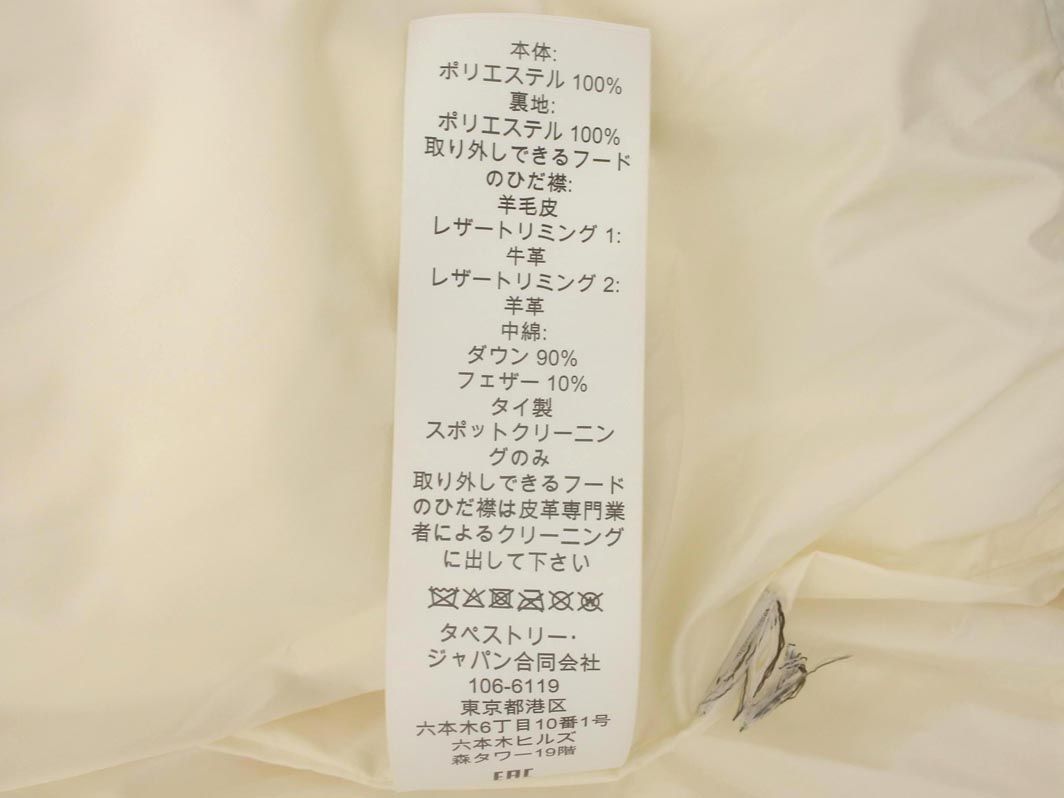 本体:
ポリエステル 100%
裏地:
ポリエステル 100%
取り外しできるフード
のひだ襟:
羊毛皮
レザートリミング 1:
牛革
レザートリミング 2:
羊革
中綿:
ダウン 90%
フェザー 10%
タイ製
スポットクリーニン
グのみ
取り外しできるフード
のひだ襟は皮革専門業
者によるクリーニング
に出して下さい
タペストリー・
ジャパン合同会社
106-6119
東京都港区
六本木6丁目10番1号
六本木ヒルズ
森タワー19階
EAC